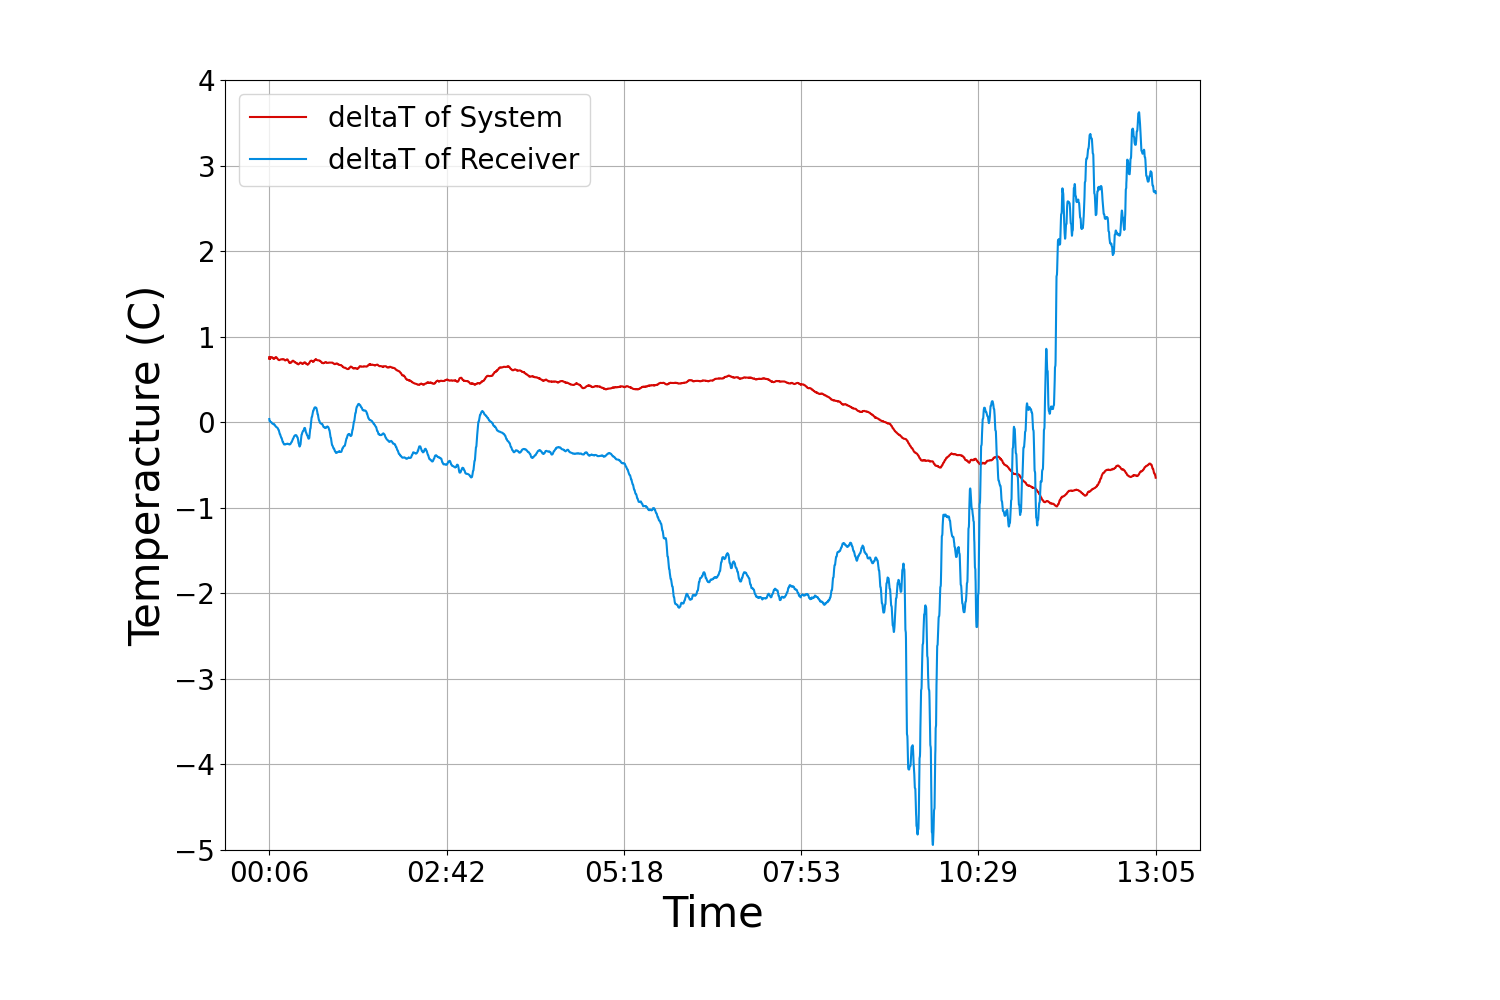 deltaT of System
deltaT of Receiver
Temperacture (C)
4
3
2
1
0
−1
−2
−3
−4
−5
00:06 02:42 05:18 07:53 10:29 13:05
Time